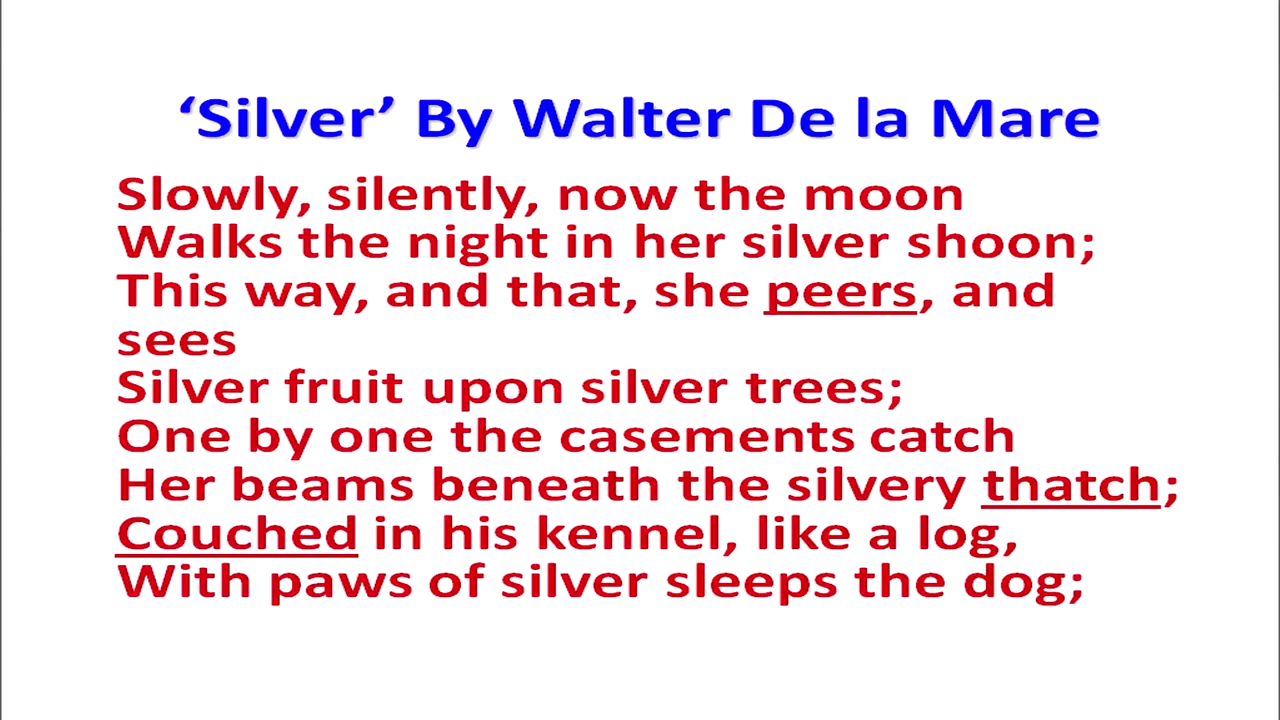 ‘Silver’ By Walter De la Mare
Slowly, silently, now the moon
Walks the night in her silver shoon;
This way, and that, she peers, and
sees
Silver fruit upon silver trees;
One by one the casements catch
Her beams beneath the silvery thatch;
Couched in his kennel, like a log,
With paws of silver sleeps the dog;